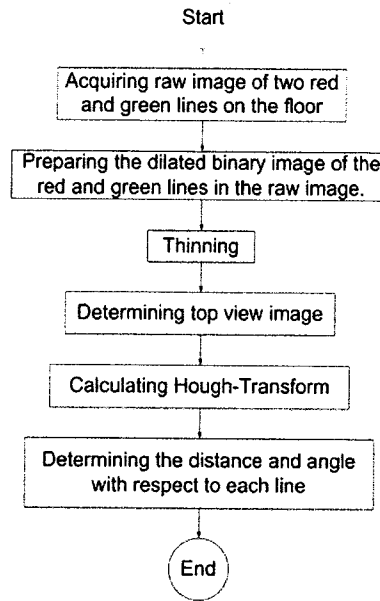 Start
Acquiring raw image of two red
and green lines on the floor
Preparing the dilated binary image of the
red and green lines in the raw image.
Thinning
Determining top view image
Calculating Hough-Transform
Determining the distance and angle
with respect to each line
End